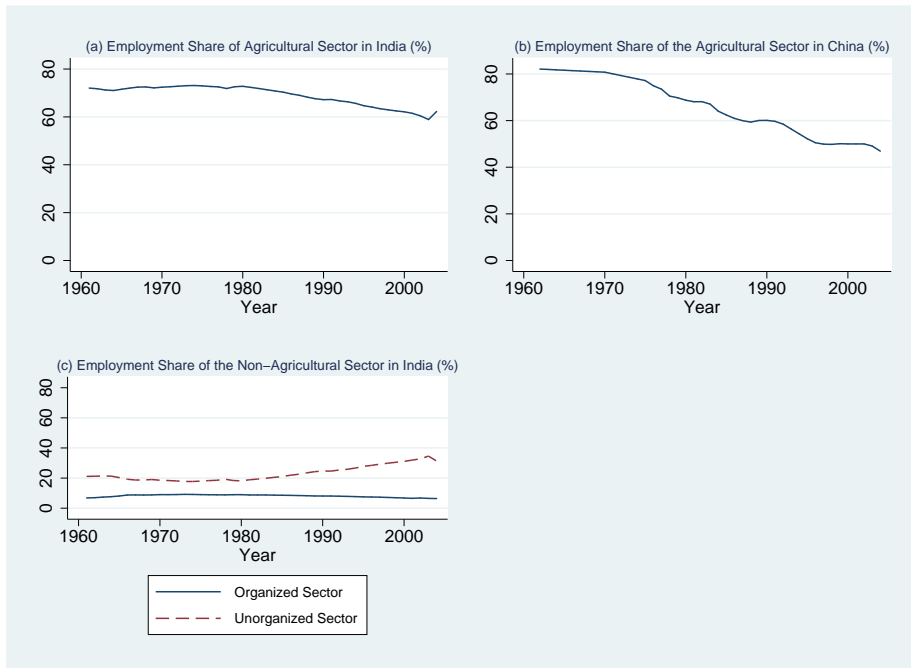 (a) Employment Share of Agricultural Sector in India (%)
80
60
40
20
0
1960 1970 1980 1990 2000
Year
(b) Employment Share of the Agricultural Sector in China (%)
80
60
40
20
0
1960 1970 1980 1990 2000
Year
(c) Employment Share of the Non−Agricultural Sector in India (%)
80
60
40
20
0
1960 1970 1980 1990 2000
Year
Organized Sector
Unorganized Sector